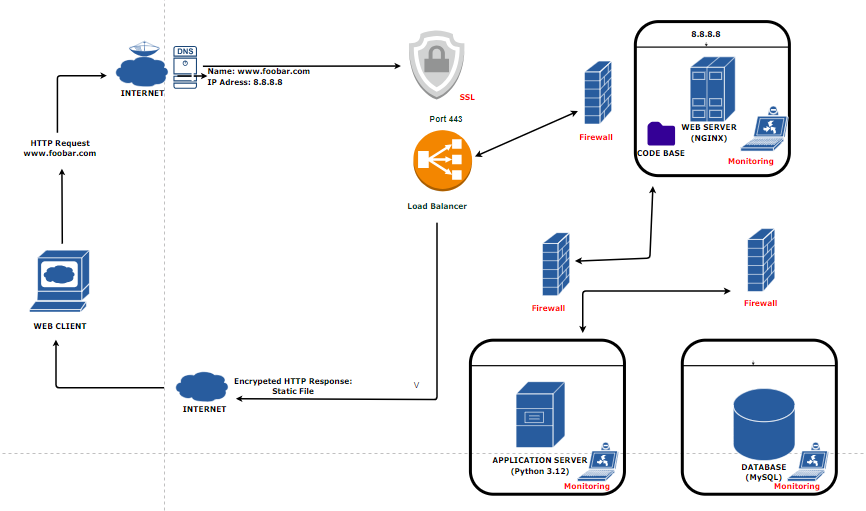 8.8.8.8
DNS
Name: www.foobar.com
IP Adress: 8.8.8.8
INTERNET
SSL
Port 443
Firewall
WEB SERVER
(NGINX)
CODE BASE
Monitoring
HTTP Request
www.foobar.com
Load Balancer
WEB CLIENT
Firewall
Firewall
Encrypeted HTTP Response:
Static File
V
INTERNET
APPLICATION SERVER
(Python 3.12)
Monitoring
DATABASE
(MySQL)
Monitoring